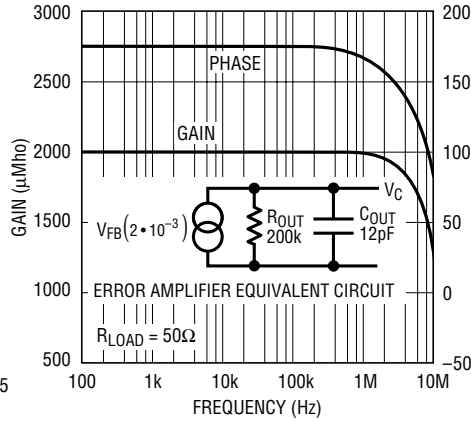 3000
2500
2000
1500
1000
500
GAIN (µMho)
200
150
100
50
0
–50
PHASE
GAIN
VFB(2 • 10–3)
ROUT
200k
COUT
12pF
VC
ERROR AMPLIFIER EQUIVALENT CIRCUIT
RLOAD = 50Ω
5
100 1k 10k 100k 1M 10M
FREQUENCY (Hz)